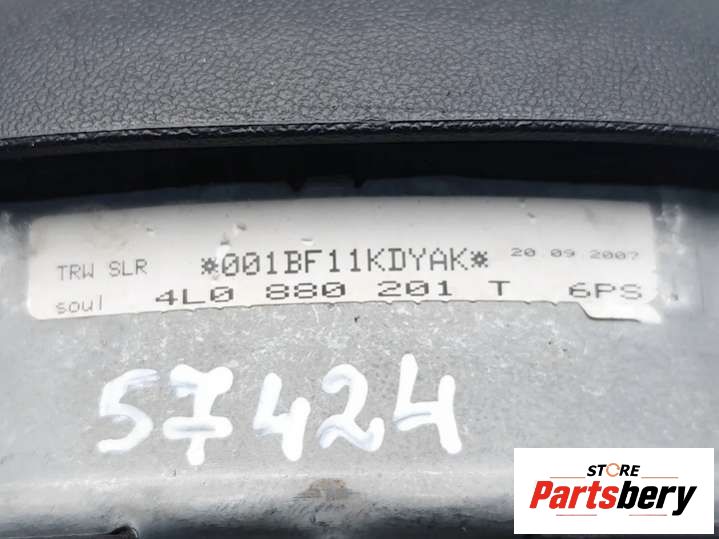 TRW SLR *001BF11KDYAK* 20.09.2007
soul 4L0 880 201 T 6PS
57424
STORE
Partsbery